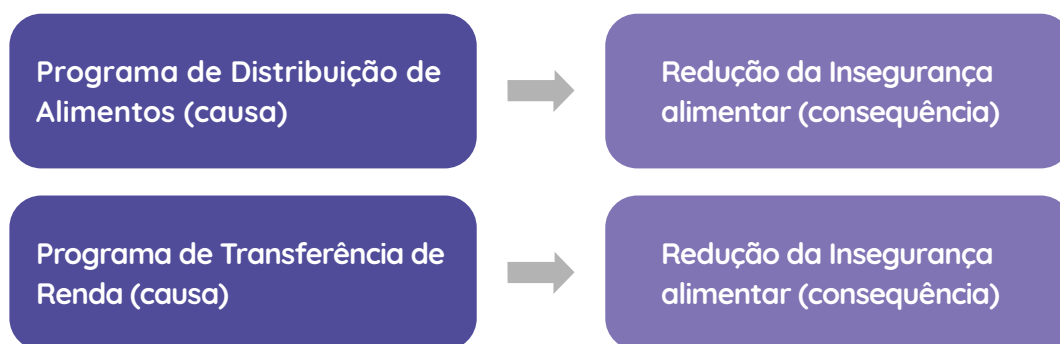 Programa de Distribuição de
Alimentos (causa)
Redução da Insegurança
alimentar (consequência)
Programa de Transferência de
Renda (causa)
Redução da Insegurança
alimentar (consequência)